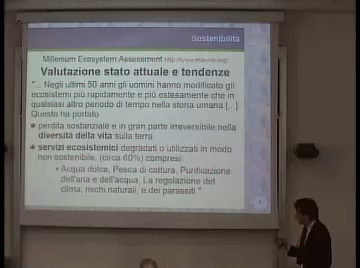 Sostenibilità
Millenium Ecosystem Assessment http://www.maweb.org/
Valutazione stato attuale e tendenze
"... Negli ultimi 50 anni gli uomini hanno modificato gli
ecosistemi più rapidamente e più estesamente che in
qualsiasi altro periodo di tempo nella storia umana [...]
Questo ha portato
perdita sostanziale e in gran parte irreversibile nella
diversità della vita sulla terra.
servizi ecosistemici degradati o utilizzati in modo
non sostenibile, (circa 60%) compresi:
• Acqua dolce, Pesca di cattura, Purificazione
dell'aria e dell'acqua, La regolazione del
clima, rischi naturali, e dei parassiti "